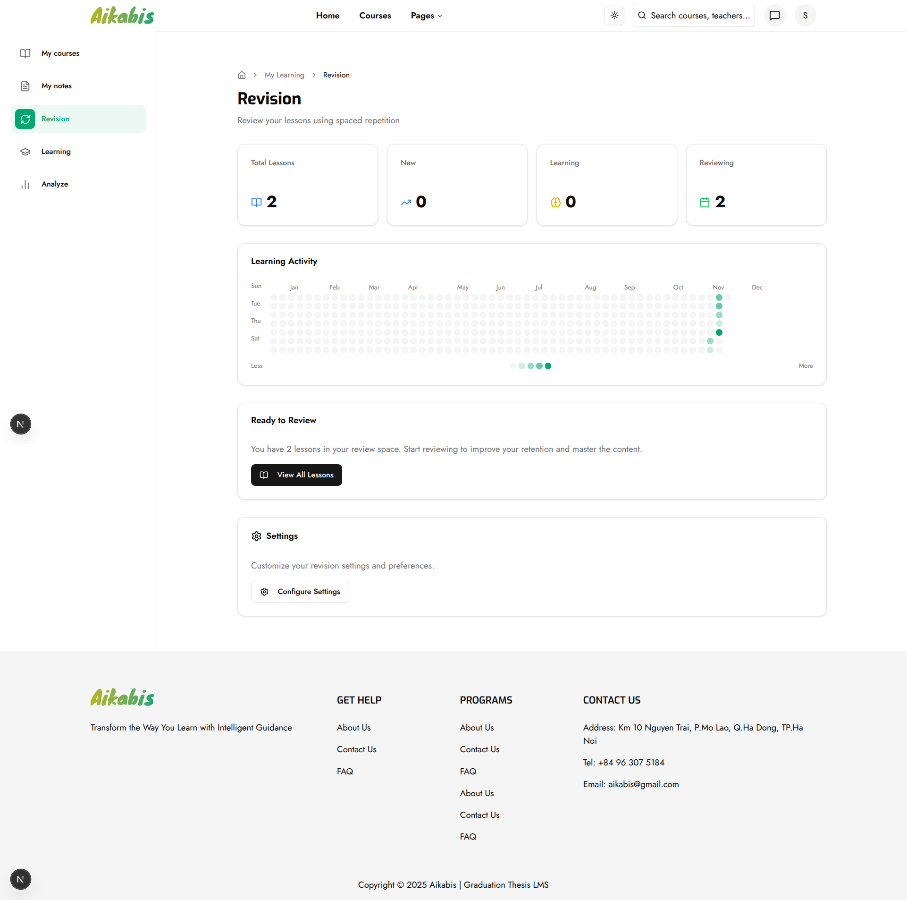 Aikabis
Home Courses Pages
Search courses, teachers...
S
My courses
My notes
Revision
Learning
Analyze
My Learning Revision
Revision
Review your lessons using spaced repetition
Total Lessons
2
New
0
Learning
0
Reviewing
2
Learning Activity
Jan Feb Mar Apr May Jun Jul Aug Sep Oct Nov Dec
Sun
Tue
Thu
Sat
Less More
N
Ready to Review
You have 2 lessons in your review space. Start reviewing to improve your retention and master the content.
View All Lessons
Settings
Customize your revision settings and preferences.
Configure Settings
Aikabis
Transform the Way You Learn with Intelligent Guidance
GET HELP
About Us
Contact Us
FAQ
PROGRAMS
About Us
Contact Us
FAQ
About Us
Contact Us
FAQ
CONTACT US
Address: Km 10 Nguyen Trai, P.Mo Lao, Q.Ha Dong, TP.Ha
Noi
Tel: +84 96 307 5184
Email: aikabis@gmail.com
N
Copyright © 2025 Aikabis | Graduation Thesis LMS